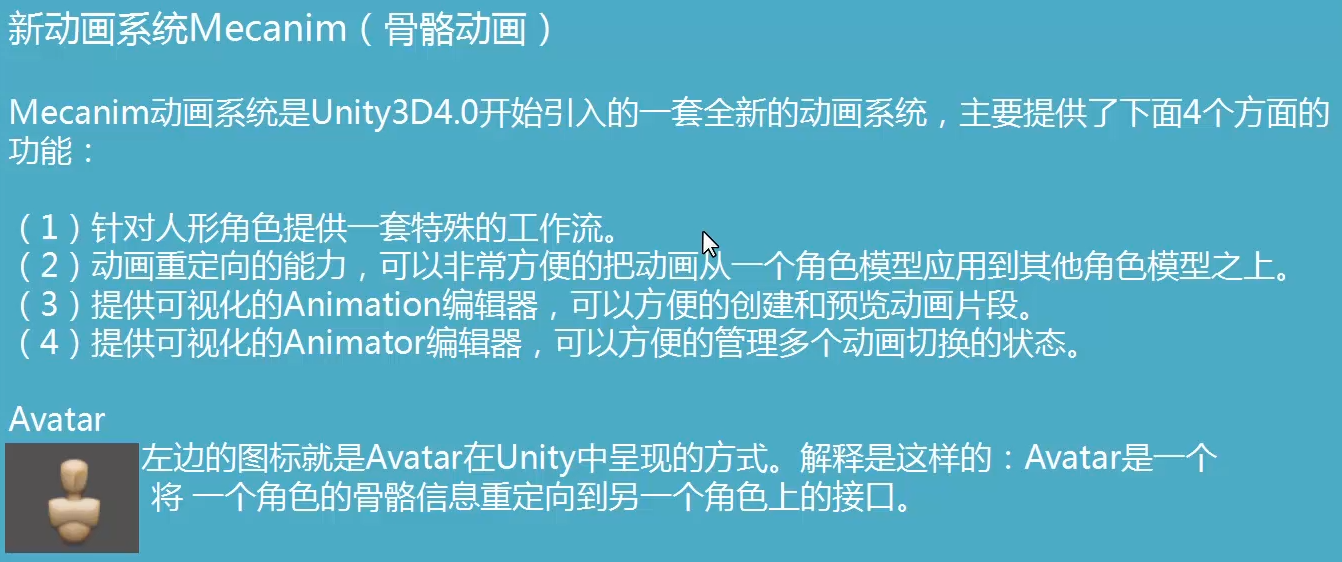 新动画系统Mecanim（骨骼动画）
Mecanim动画系统是Unity3D4.0开始引入的一套全新的动画系统，主要提供了下面4个方面的
功能：
（1）针对人形角色提供一套特殊的工作流。
（2）动画重定向的能力，可以非常方便的把动画从一个角色模型应用到其他角色模型之上。
（3）提供可视化的Animation编辑器，可以方便的创建和预览动画片段。
（4）提供可视化的Animator编辑器，可以方便的管理多个动画切换的状态。
Avatar
左边的图标就是Avatar在Unity中呈现的方式。解释是这样的：Avatar是一个
将 一个角色的骨骼信息重定向到另一个角色上的接口。